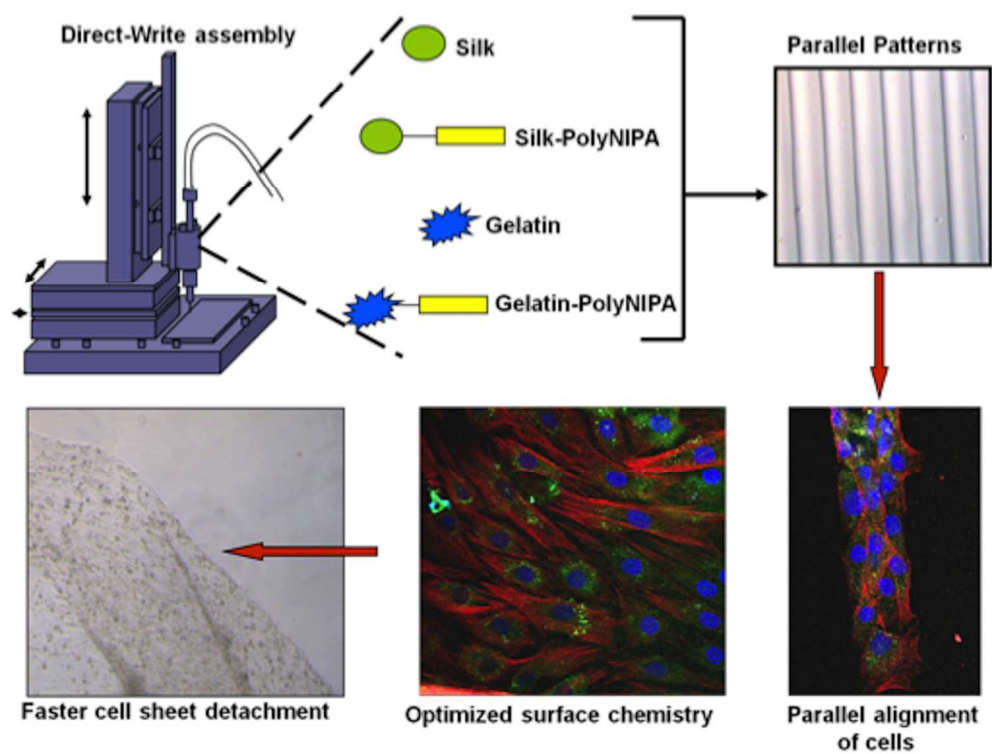 Direct-Write assembly
Silk
Silk-PolyNIPA
Gelatin
Gelatin-PolyNIPA
Parallel Patterns
Faster cell sheet detachment
Optimized surface chemistry
Parallel alignment
of cells